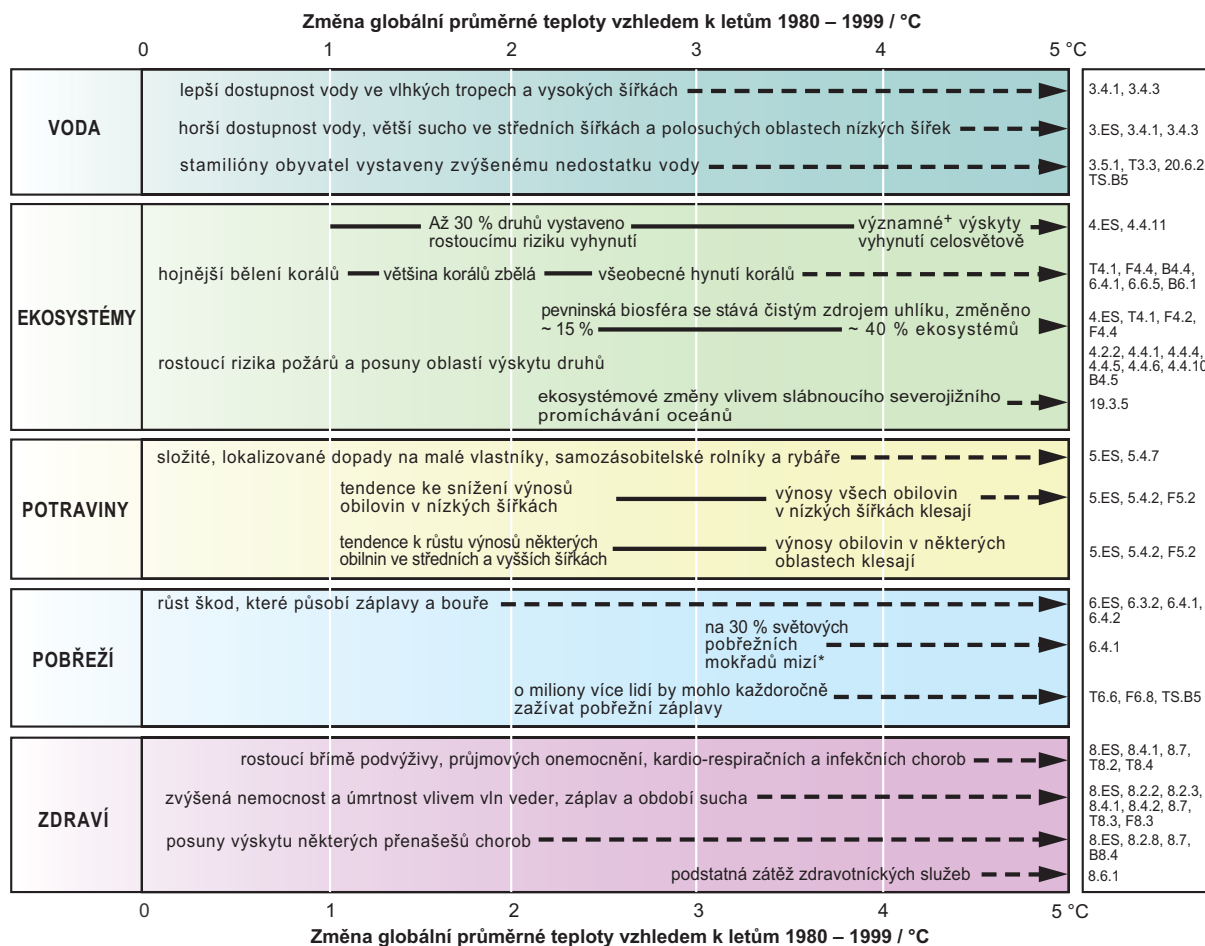 Změna globální průměrné teploty vzhledem k letům 1980 – 1999 / °C
0 1 2 3 4 5 °C
VODA
lepší dostupnost vody ve vlhkých tropech a vysokých šířkách
3.4.1, 3.4.3
horší dostupnost vody, větší sucho ve středních šířkách a polosuchých oblastech nízkých šířek
3.ES, 3.4.1, 3.4.3
stamilióny obyvatel vystaveny zvýšenému nedostatku vody
3.5.1, T3.3, 20.6.2
TS.B5
EKOSYSTÉMY
Až 30 % druhů vystaveno
rostoucímu riziku vyhynutí
významné+ výskyty
vyhynutí celosvětově
4.ES, 4.4.11
hojnější bělení korálů
většina korálů zbělá
všeobecné hynutí korálů
T4.1, F4.4, B4.4,
6.4.1, 6.6.5, B6.1
pevninská biosféra se stává čistým zdrojem uhlíku, změněno
~ 15 % ~ 40 % ekosystémů
4.ES, T4.1, F4.2,
F4.4
rostoucí rizika požárů a posuny oblastí výskytu druhů
4.2.2, 4.4.1, 4.4.4,
4.4.5, 4.4.6, 4.4.10
B4.5
ekosystémové změny vlivem slábnoucího severojižního
promíchávání oceánů
19.3.5
POTRAVINY
složité, lokalizované dopady na malé vlastníky, samozásobitelské rolníky a rybáře
5.ES, 5.4.7
tendence ke snížení výnosů
obilovin v nízkých šířkách
výnosy všech obilovin
v nízkých šířkách klesají
5.ES, 5.4.2, F5.2
tendence k růstu výnosů některých
obilnin ve středních a vyšších šířkách
výnosy obilovin v některých
oblastech klesají
5.ES, 5.4.2, F5.2
POBŘEŽÍ
růst škod, které působí záplavy a bouře
6.ES, 6.3.2, 6.4.1,
6.4.2
na 30 % světových
pobřežních
mokřadů mizí*
6.4.1
o miliony více lidí by mohlo každoročně
zažívat pobřežní záplavy
T6.6, F6.8, TS.B5
ZDRAVÍ
rostoucí břímě podvýživy, průjmových onemocnění, kardio-respiračních a infekčních chorob
8.ES, 8.4.1, 8.7,
T8.2, T8.4
zvýšená nemocnost a úmrtnost vlivem vln veder, záplav a období sucha
8.ES, 8.2.2, 8.2.3,
8.4.1, 8.4.2, 8.7,
T8.3, F8.3
posuny výskytu některých přenašešů chorob
8.ES, 8.2.8, 8.7,
B8.4
podstatná zátěž zdravotnických služeb
8.6.1
0 1 2 3 4 5 °C
Změna globální průměrné teploty vzhledem k letům 1980 – 1999 / °C